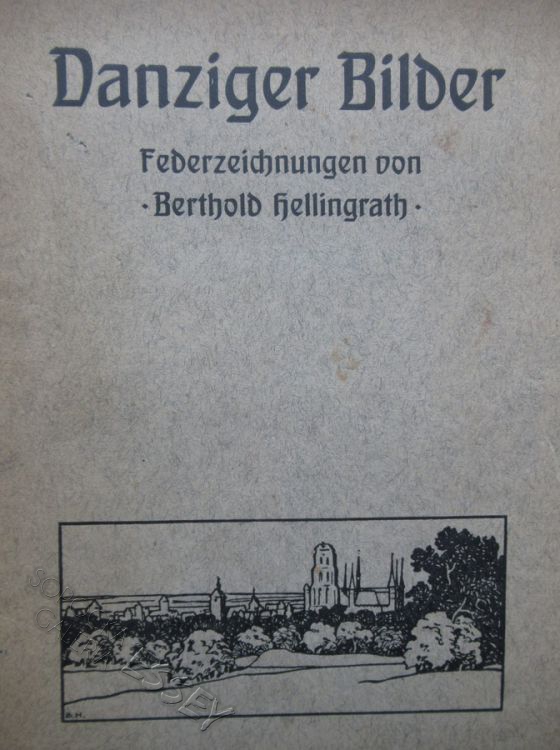 Danziger Bilder
Federzeichnungen von
· Berthold Hellingrath ·
B.H.